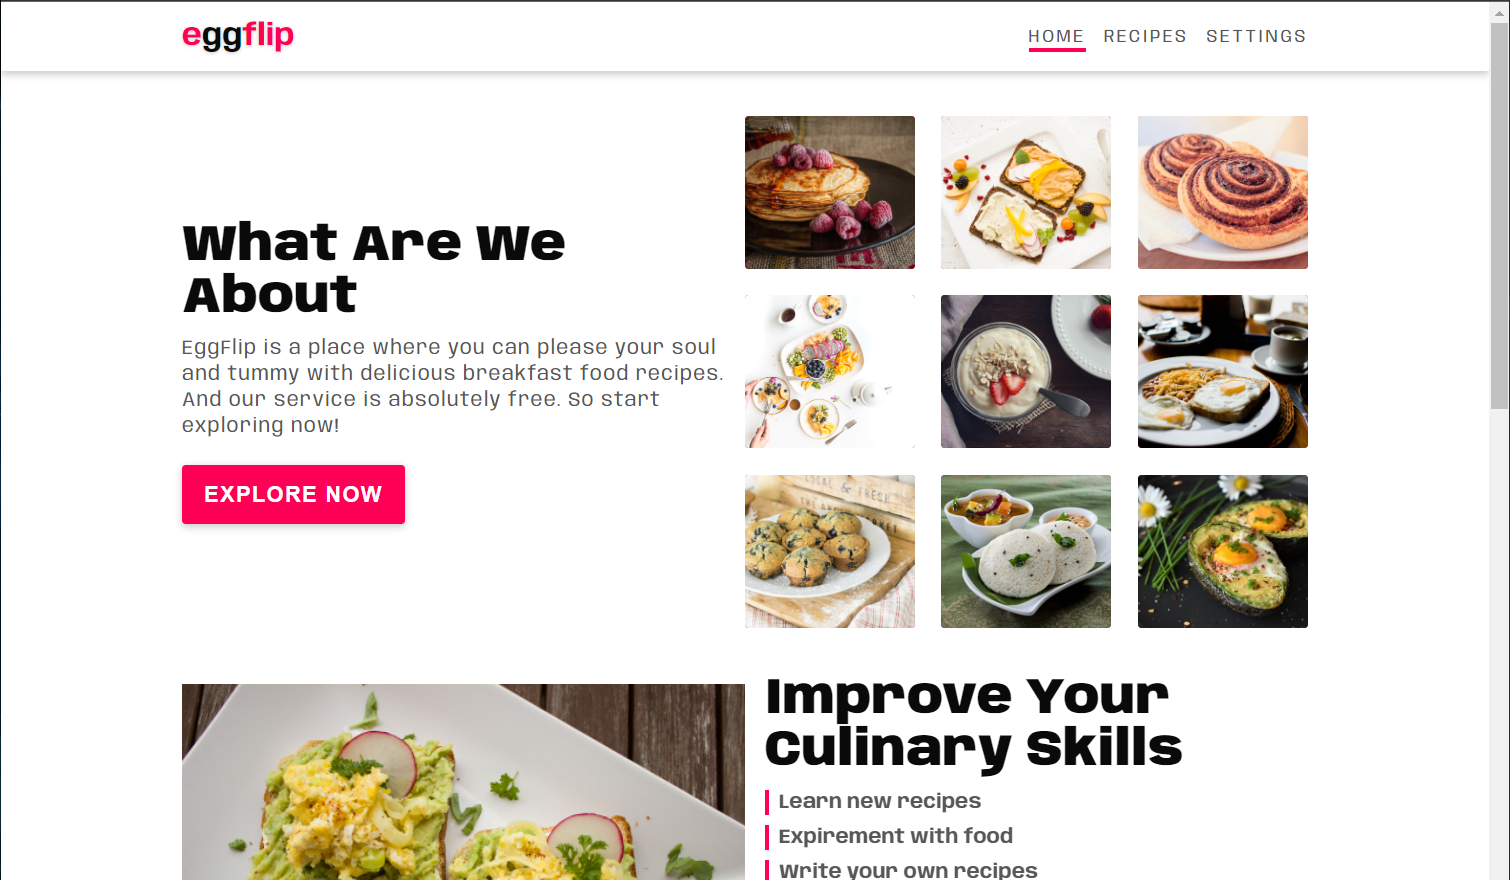 eggflip
HOME RECIPES SETTINGS
What Are We
About
EggFlip is a place where you can please your soul
and tummy with delicious breakfast food recipes.
And our service is absolutely free. So start
exploring now!
EXPLORE NOW
LOCAL & FRESH
Improve Your
Culinary Skills
Learn new recipes
Expirement with food
Write your own recipes